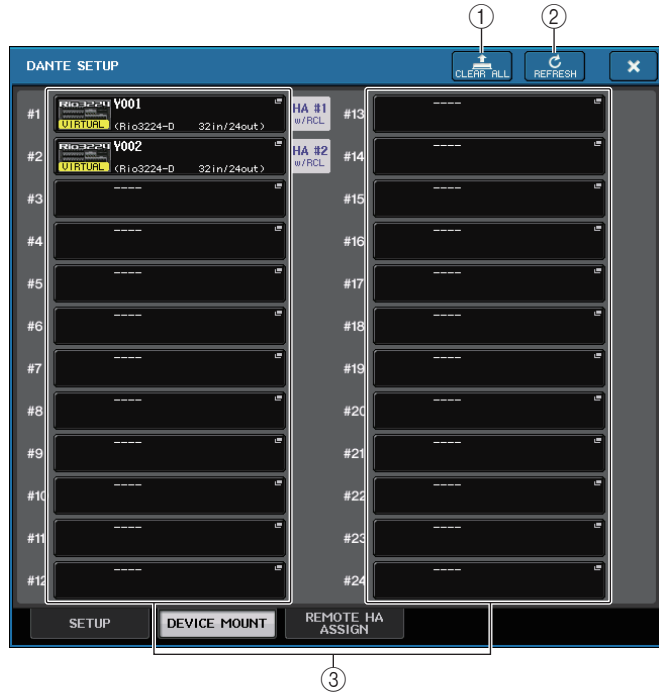 ① ②
DANTE SETUP CLEAR ALL REFRESH ×
#1 Rio3224 Y001 HA #1 #13 ----
VIRTUAL (Rio3224-D 32in/24out) w/RCL
#2 Rio3224 Y002 HA #2 #14 ----
VIRTUAL (Rio3224-D 32in/24out) w/RCL
#3 ---- #15 ----
#4 ---- #16 ----
#5 ---- #17 ----
#6 ---- #18 ----
#7 ---- #19 ----
#8 ---- #20 ----
#9 ---- #21 ----
#10 ---- #22 ----
#11 ---- #23 ----
#12 ---- #24 ----
SETUP DEVICE MOUNT REMOTE HA
ASSIGN
③